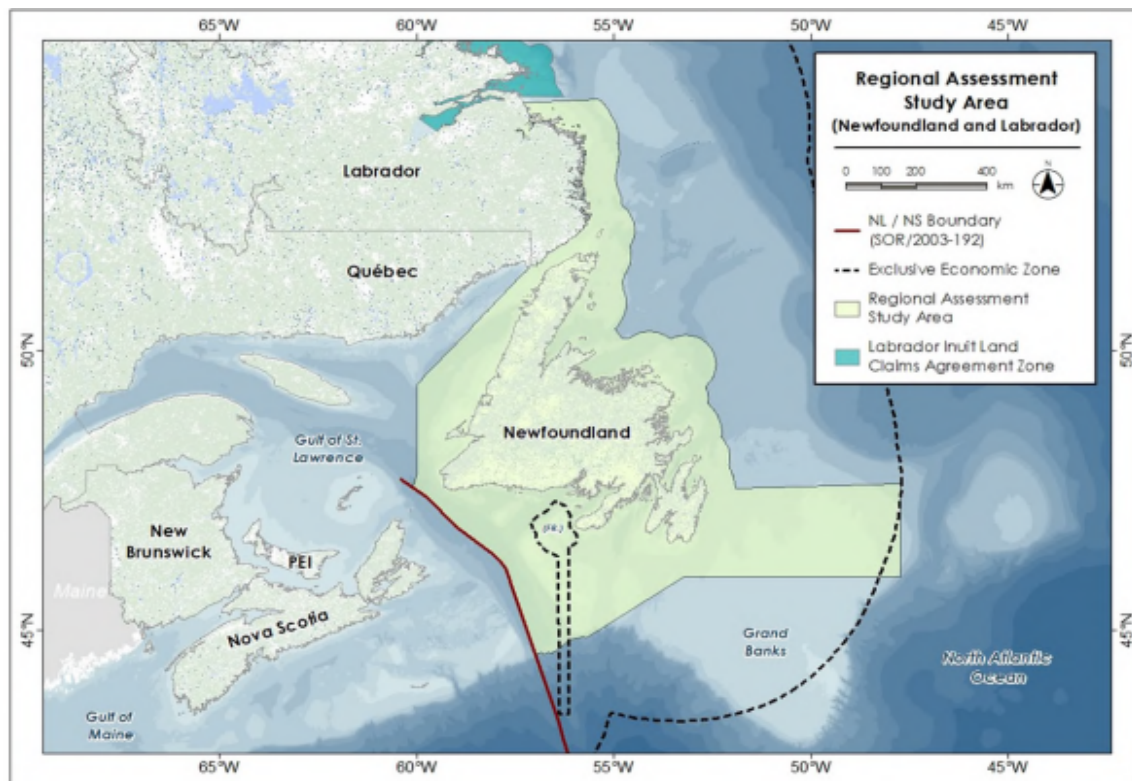 65°W 60°W 55°W 50°W 45°W
Regional Assessment
Study Area
(Newfoundland and Labrador)
0 100 200 400
km
N
NL / NS Boundary
(SOR/2003-192)
Exclusive Economic Zone
Regional Assessment
Study Area
Labrador Inuit Land
Claims Agreement Zone
Labrador
Québec
50°N 50°N
Newfoundland
Gulf of St.
Lawrence
(FR.)
New
Brunswick
PEI
Maine
Nova Scotia
45°N 45°N
Grand
Banks
North Atlantic
Ocean
Gulf of
Maine
65°W 60°W 55°W 50°W 45°W